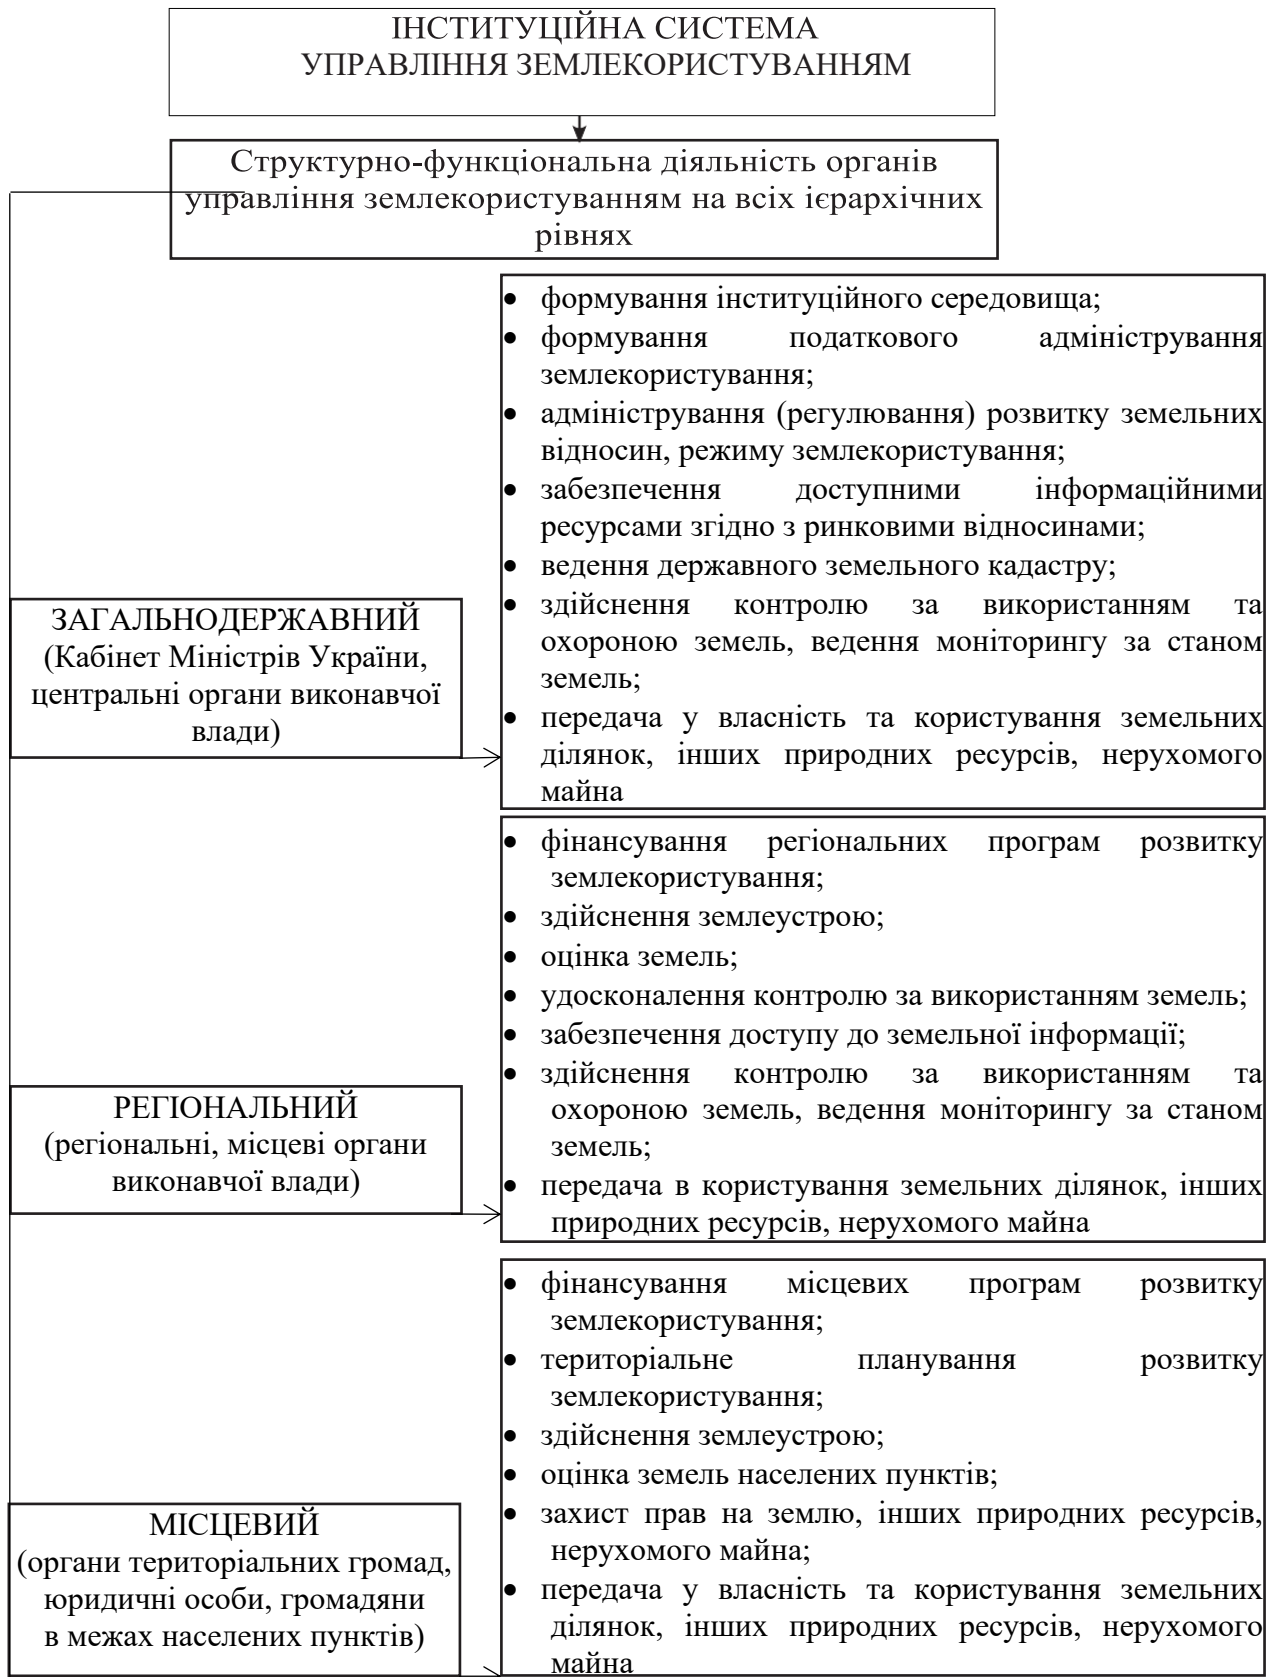 ІНСТИТУЦІЙНА СИСТЕМА
УПРАВЛІННЯ ЗЕМЛЕКОРИСТУВАННЯМ
Структурно-функціональна діяльність органів
управління землекористуванням на всіх ієрархічних
рівнях
ЗАГАЛЬНОДЕРЖАВНИЙ
(Кабінет Міністрів України,
центральні органи виконавчої
влади)
• формування інституційного середовища;
• формування податкового адміністрування
землекористування;
• адміністрування (регулювання) розвитку земельних
відносин, режиму землекористування;
• забезпечення доступними інформаційними
ресурсами згідно з ринковими відносинами;
• ведення державного земельного кадастру;
• здійснення контролю за використанням та
охороною земель, ведення моніторингу за станом
земель;
• передача у власність та користування земельних
ділянок, інших природних ресурсів, нерухомого
майна
РЕГІОНАЛЬНИЙ
(регіональні, місцеві органи
виконавчої влади)
• фінансування регіональних програм розвитку
землекористування;
• здійснення землеустрою;
• оцінка земель;
• удосконалення контролю за використанням земель;
• забезпечення доступу до земельної інформації;
• здійснення контролю за використанням та
охороною земель, ведення моніторингу за станом
земель;
• передача в користування земельних ділянок, інших
природних ресурсів, нерухомого майна
МІСЦЕВИЙ
(органи територіальних громад,
юридичні особи, громадяни
в межах населених пунктів)
• фінансування місцевих програм розвитку
землекористування;
• територіальне планування розвитку
землекористування;
• здійснення землеустрою;
• оцінка земель населених пунктів;
• захист прав на землю, інших природних ресурсів,
нерухомого майна;
• передача у власність та користування земельних
ділянок, інших природних ресурсів, нерухомого
майна